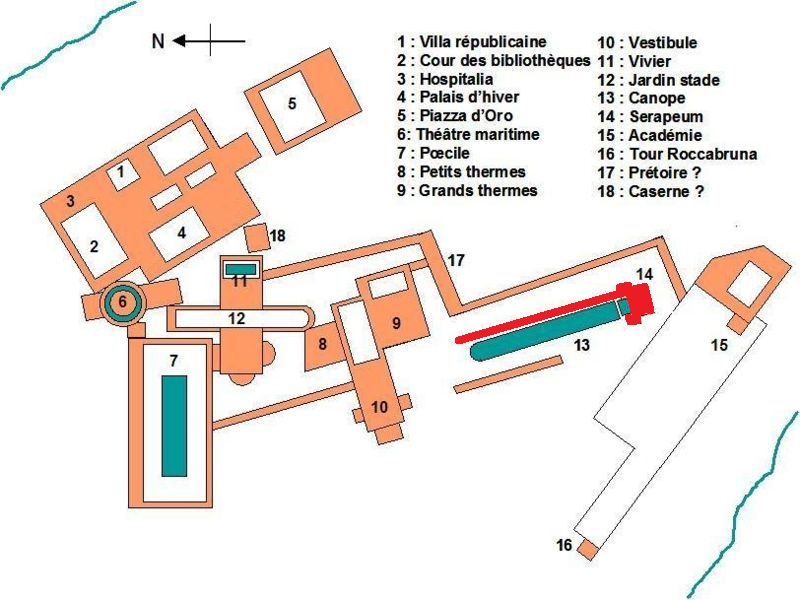 N
1 : Villa républicaine
2 : Cour des bibliothèques
3 : Hospitalia
4 : Palais d'hiver
5 : Piazza d'Oro
6: Théâtre maritime
7 : Pœcile
8 : Petits thermes
9 : Grands thermes
10 : Vestibule
11 : Vivier
12 : Jardin stade
13 : Canope
14 : Serapeum
15 : Académie
16 : Tour Roccabruna
17 : Prétoire ?
18 : Caserne ?
5
1
3
4
2
18
17
11
14
6
12
9
8
13
15
7
10
16